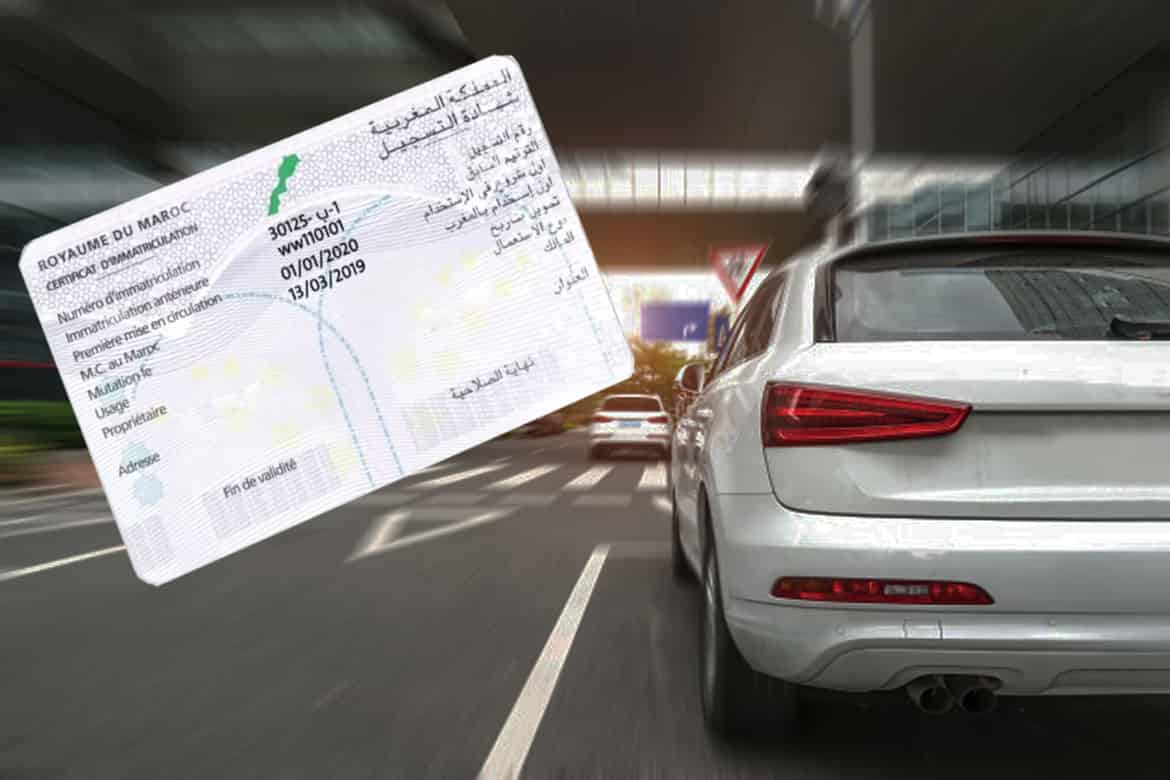 المملكة المغربية
شهادة التسجيل
ROYAUME DU MAROC
CERTIFICAT D'IMMATRICULATION
Numéro d'immatriculation
30125- ب-1
رقم التسجيل
Immatriculation antérieure
ww110101
الترقيم السابق
Première mise en circulation
01/01/2020
أول شروع في الاستخدام
M.C. au Maroc
13/03/2019
أول إستخدام بالمغرب
Mutation le
تحويل بتاريخ
Usage
نوع الاستعمال
Propriétaire
المالك
Adresse
العنوان
Fin de validité
نهاية الصلاحية